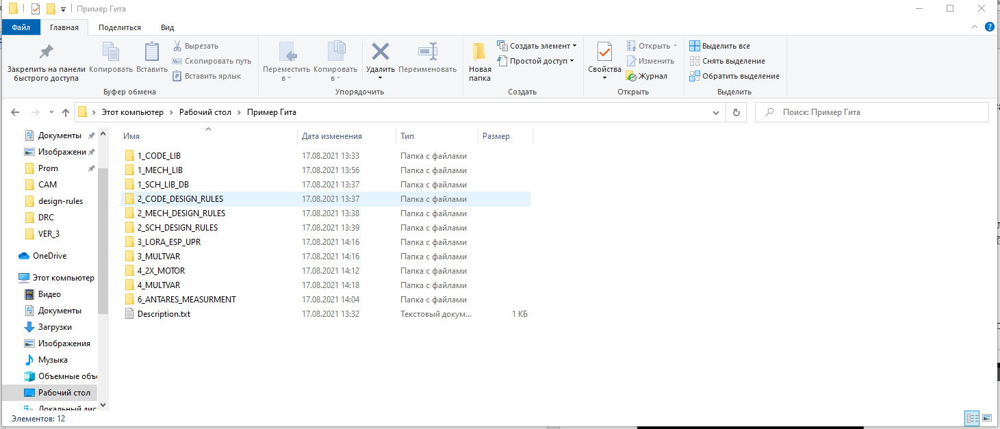 Пример Гита
Файл Главная Поделиться Вид
Закрепить на панели быстрого доступа
Копировать
Вставить
Вырезать
Скопировать путь
Вставить ярлык
Буфер обмена
Переместить в
Копировать в
Удалить
Переименовать
Упорядочить
Новая папка
Создать элемент
Простой доступ
Создать
Свойства
Открыть
Изменить
Журнал
Открыть
Выделить все
Снять выделение
Обратить выделение
Выделить
Этот компьютер > Рабочий стол > Пример Гита
Поиск: Пример Гита
Документы
Изображени
Prom
CAM
design-rules
DRC
VER_3
OneDrive
Этот компьютер
Видео
Документы
Загрузки
Изображения
Музыка
Объемные объ
Рабочий стол
Локальный дис
Имя Дата изменения Тип Размер
1_CODE_LIB 17.08.2021 13:33 Папка с файлами
1_MECH_LIB 17.08.2021 13:56 Папка с файлами
1_SCH_LIB_DB 17.08.2021 13:37 Папка с файлами
2_CODE_DESIGN_RULES 17.08.2021 13:37 Папка с файлами
2_MECH_DESIGN_RULES 17.08.2021 13:38 Папка с файлами
2_SCH_DESIGN_RULES 17.08.2021 13:39 Папка с файлами
3_LORA_ESP_UPR 17.08.2021 14:16 Папка с файлами
3_MULTVAR 17.08.2021 14:16 Папка с файлами
4_2X_MOTOR 17.08.2021 14:12 Папка с файлами
4_MULTVAR 17.08.2021 14:18 Папка с файлами
6_ANTARES_MEASURMENT 17.08.2021 14:04 Папка с файлами
Description.txt 17.08.2021 13:32 Текстовый докум... 1 КБ
Элементов: 12